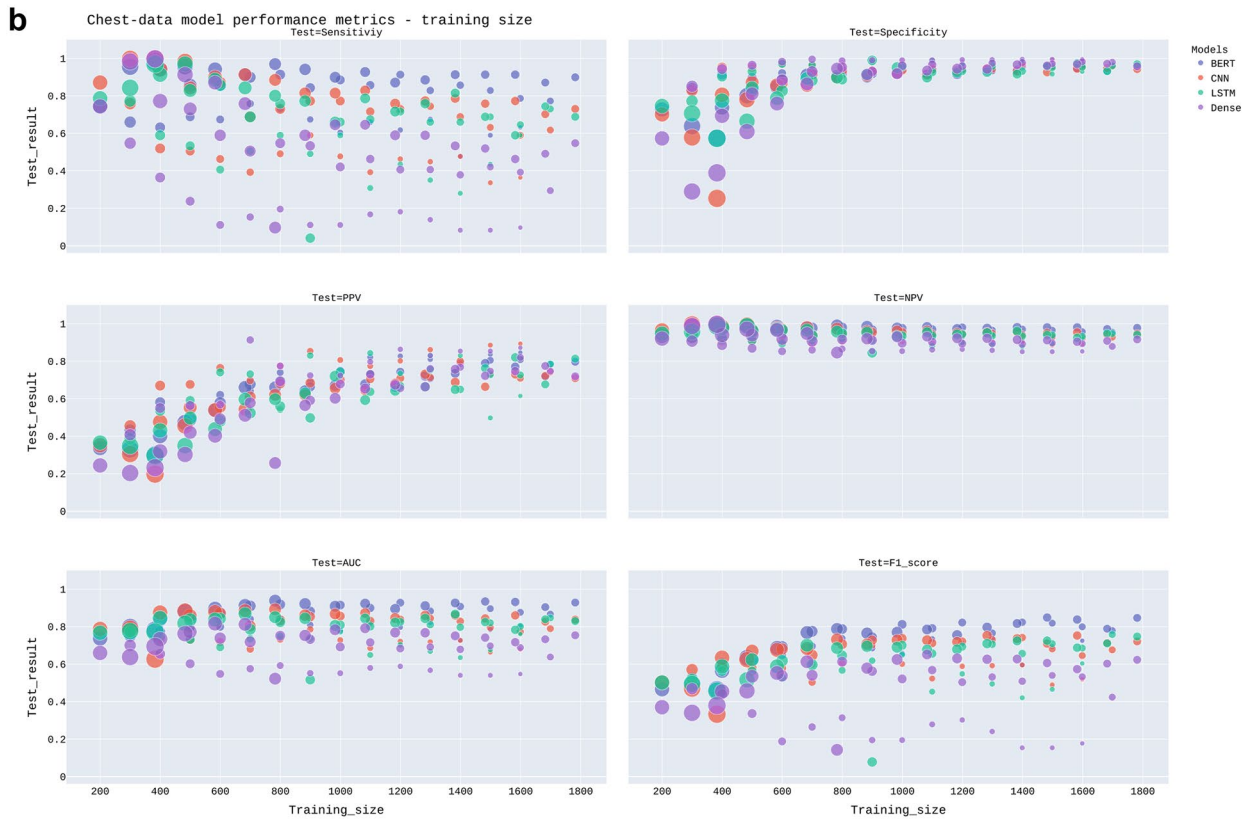 b
Chest-data model performance metrics - training size
Test=Sensitiviy
Test=Specificity
Models
BERT
CNN
LSTM
Dense
Test_result
1
0.8
0.6
0.4
0.2
0
Test=PPV
Test=NPV
Test_result
1
0.8
0.6
0.4
0.2
0
Test=AUC
Test=F1_score
Test_result
1
0.8
0.6
0.4
0.2
0
200 400 600 800 1000 1200 1400 1600 1800
200 400 600 800 1000 1200 1400 1600 1800
Training_size
Training_size